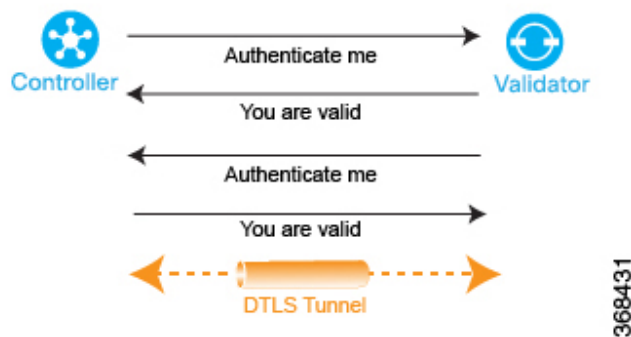 Authenticate me
Controller
Validator
You are valid
Authenticate me
You are valid
DTLS Tunnel
368431